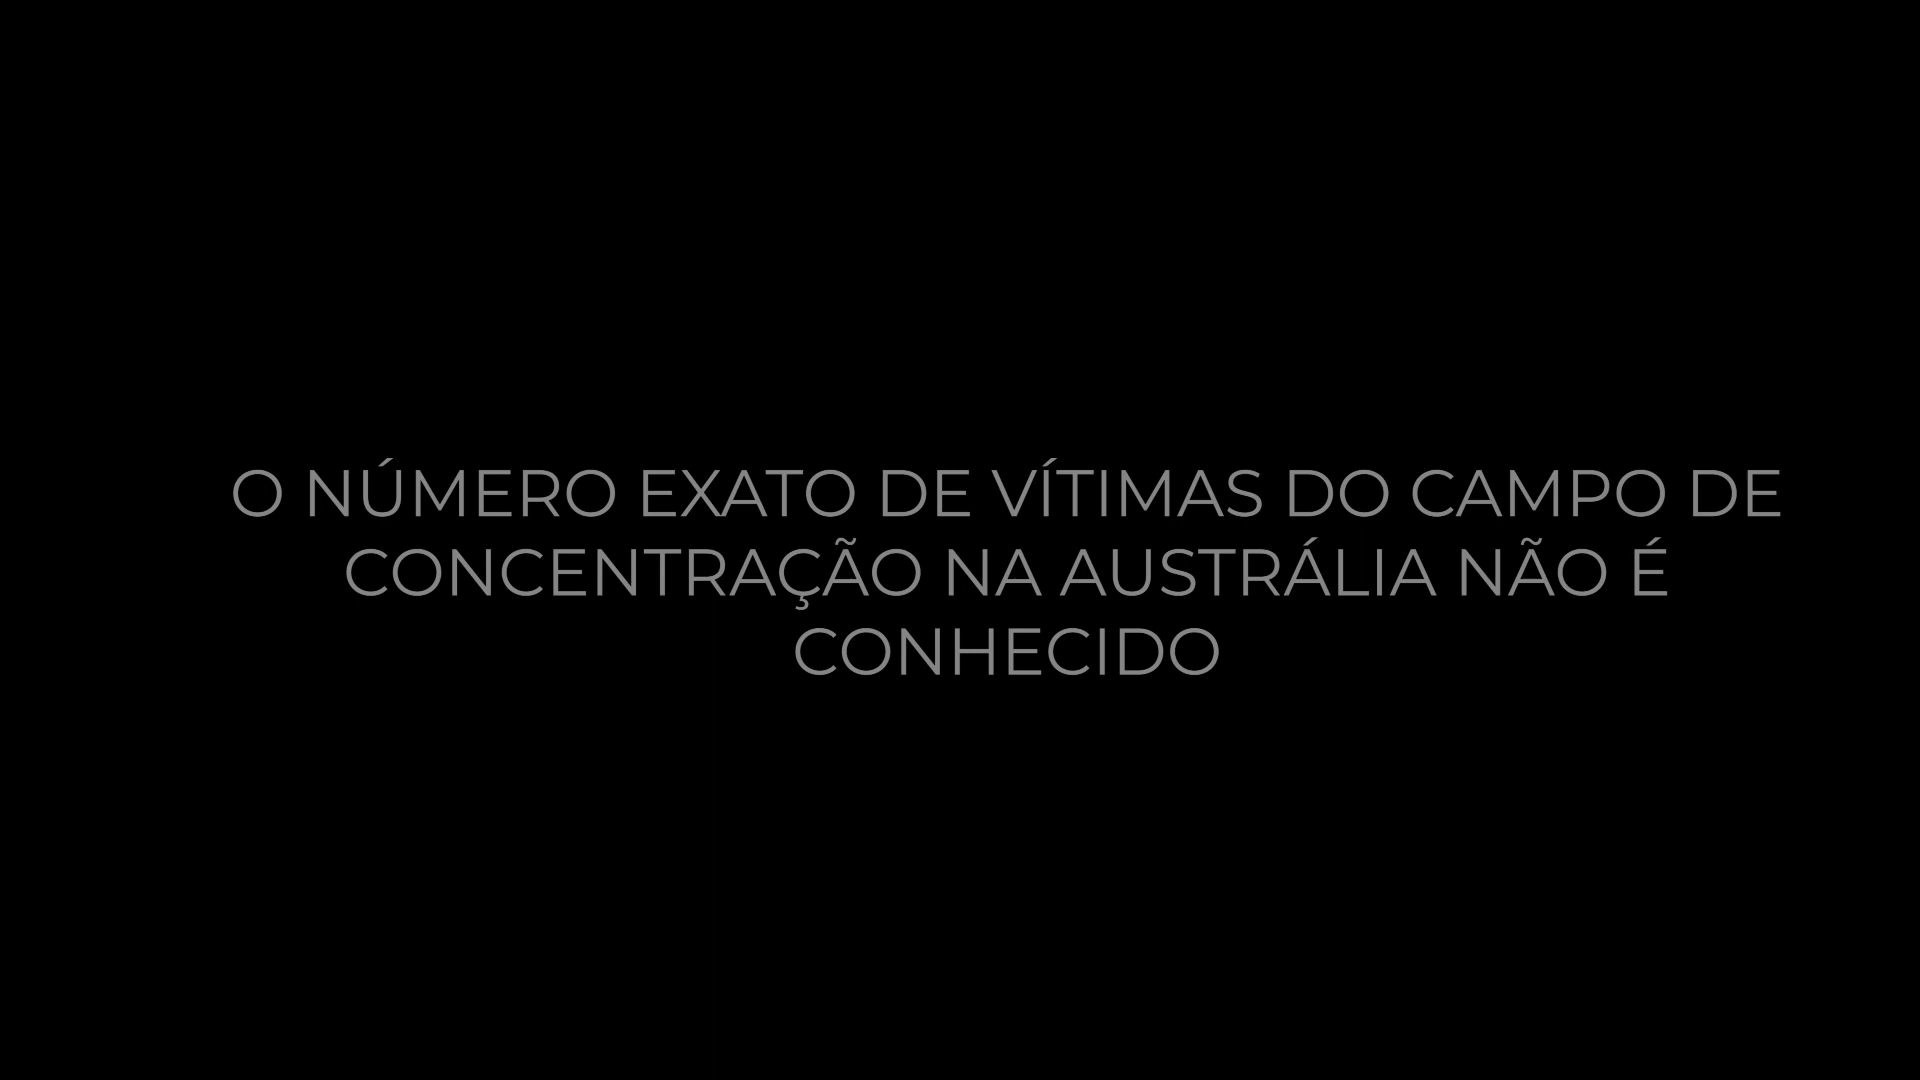 O NÚMERO EXATO DE VÍTIMAS DO CAMPO DE
CONCENTRAÇÃO NA AUSTRÁLIA NÃO É
CONHECIDO